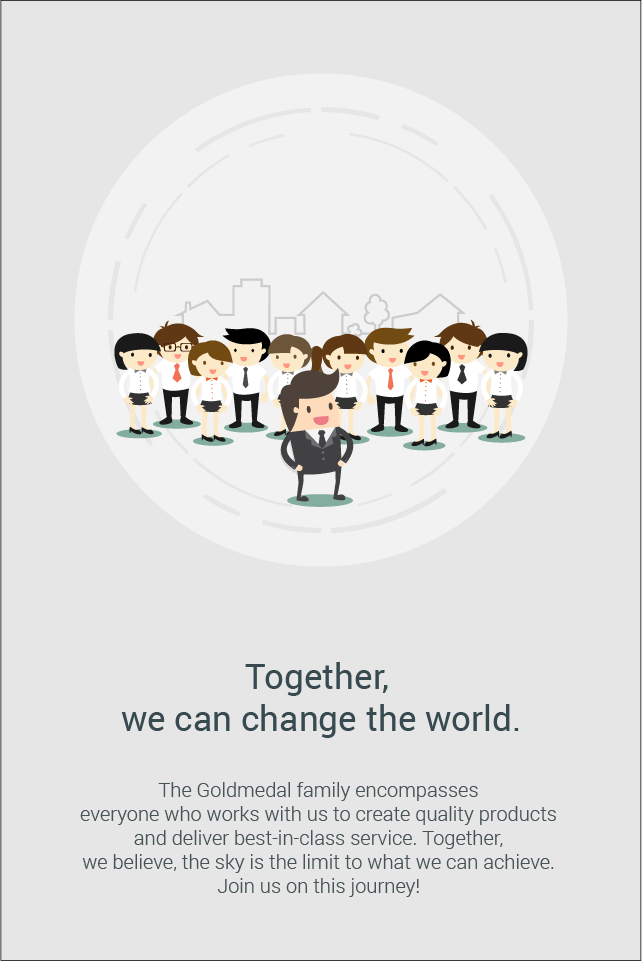 Together,
we can change the world.
The Goldmedal family encompasses
everyone who works with us to create quality products
and deliver best-in-class service. Together,
we believe, the sky is the limit to what we can achieve.
Join us on this journey!